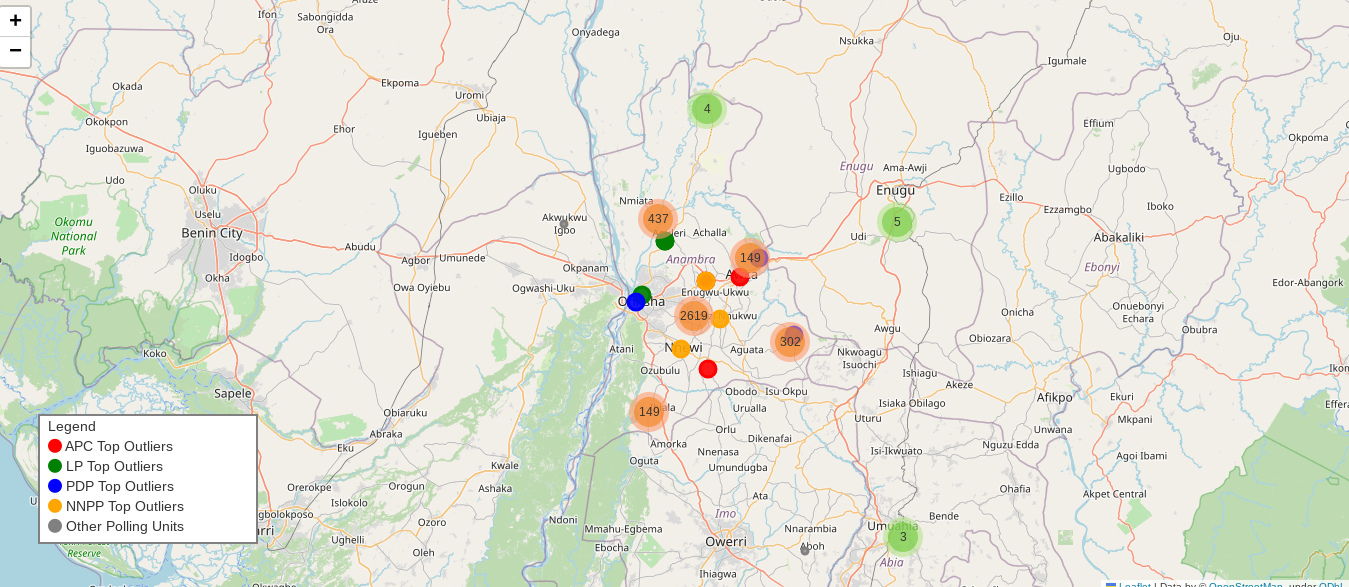 +
−
Ifon
Sabongidda
Ora
Onyadega
Nsukka
Oju
Igumale
Okada
Ekpoma
Uromi
Ubiaja
4
Okonkpon
Ehor
Igueben
Effium
Okpoma
Iguobazuwa
Udo
Enugu
Ama-Awji
Ugbodo
Oluku
Enugu
Ezillo
Ezzamgbo
Iboko
Nmiata
Uselu
Akwukwu
Igbo
437
5
Okomu
National
Park
Benin City
Achalla
Udi
Abakaliki
Abudu
Agbor
Umunede
Anambra
149
Idogbo
Okpanam
Ebonyi
Okha
Edor-Abangork
Owa Oyiebu
Ogwashi-Uku
Enugwu-Ukwu
Onuebonyi
Echara
2619
Onicha
Awgu
Obubra
302
Obiozara
Koko
Atani
Aguata
Nkwoagu
Isuochi
Ozubulu
Ishiagu
Akeze
Ikom
Sapele
Obodo
Isu Okpu
Afikpo
Ekuri
Isiaka Obilago
Effera
149
Obiaruku
Urualla
Uturu
Mkpani
Legend
Abraka
Orlu
Dikenafai
Unwana
APC Top Outliers
Eku
Amorka
Nguzu Edda
LP Top Outliers
Kwale
Oguta
Nnenasa
Isi-Ikwuato
Agoi Ibami
PDP Top Outliers
Orerokpe
Orogun
Ashaka
Umudungba
Ohafia
Akpet Central
NNPP Top Outliers
Islokolo
Ata
Other Polling Units
Ozoro
Ndoni
Mmahu-Egbema
Imo
Nnarambia
Umuahia
Bende
Ughelli
Oleh
Ebocha
Owerri
Aboh
3
Reserve
Ihiagwa
Abia
Leaflet | Data by © OpenStreetMap, under ODbL